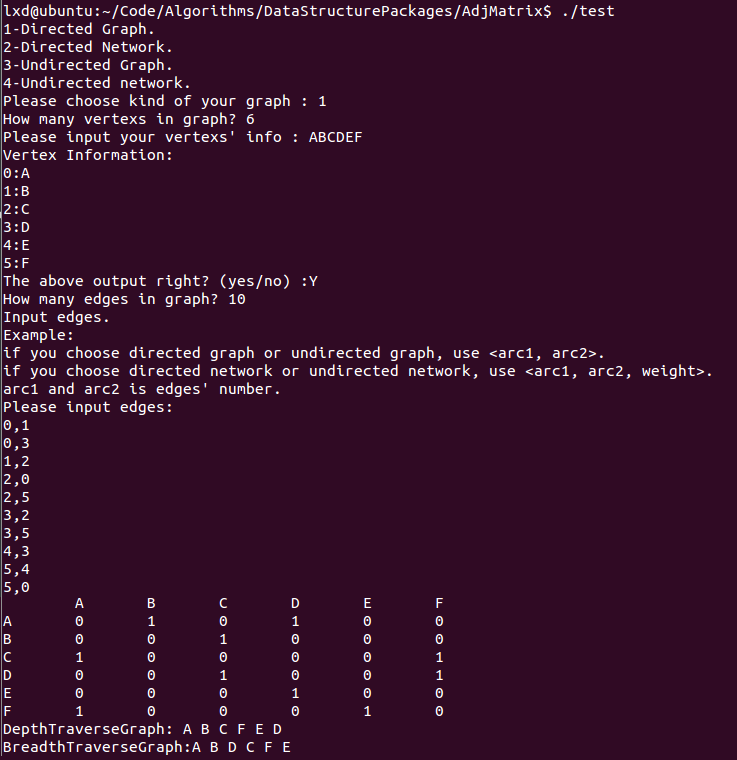 lxd@ubuntu:~/Code/Algorithms/DataStructurePackages/AdjMatrix$ ./test
1-Directed Graph.
2-Directed Network.
3-Undirected Graph.
4-Undirected network.
Please choose kind of your graph : 1
How many vertexs in graph? 6
Please input your vertexs' info : ABCDEF
Vertex Information:
0:A
1:B
2:C
3:D
4:E
5:F
The above output right? (yes/no) :Y
How many edges in graph? 10
Input edges.
Example:
if you choose directed graph or undirected graph, use <arc1, arc2>.
if you choose directed network or undirected network, use <arc1, arc2, weight>.
arc1 and arc2 is edges' number.
Please input edges:
0,1
0,3
1,2
2,0
2,5
3,2
3,5
4,3
5,4
5,0
A B C D E F
A 0 1 0 1 0 0
B 0 0 1 0 0 0
C 1 0 0 0 0 1
D 0 0 1 0 0 1
E 0 0 0 1 0 0
F 1 0 0 0 1 0
DepthTraverseGraph: A B C F E D
BreadthTraverseGraph:A B D C F E